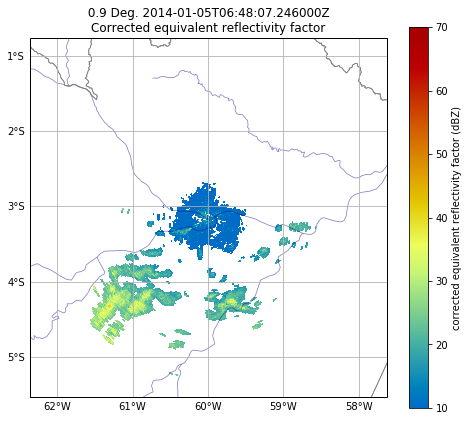 0.9 Deg. 2014-01-05T06:48:07.246000Z
Corrected equivalent reflectivity factor
1°S
2°S
3°S
4°S
5°S
62°W 61°W 60°W 59°W 58°W
70
60
50
40
30
20
10
corrected equivalent reflectivity factor (dBZ)